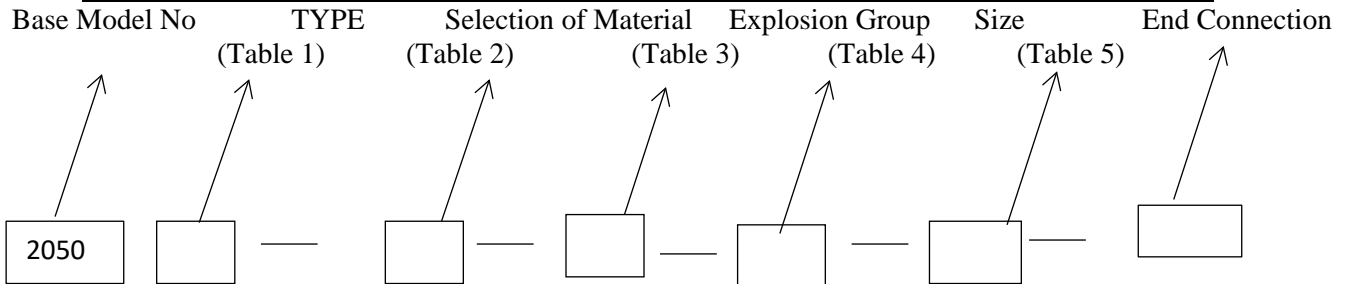 Base Model No TYPE Selection of Material Explosion Group Size End Connection
(Table 1) (Table 2) (Table 3) (Table 4) (Table 5)
2050